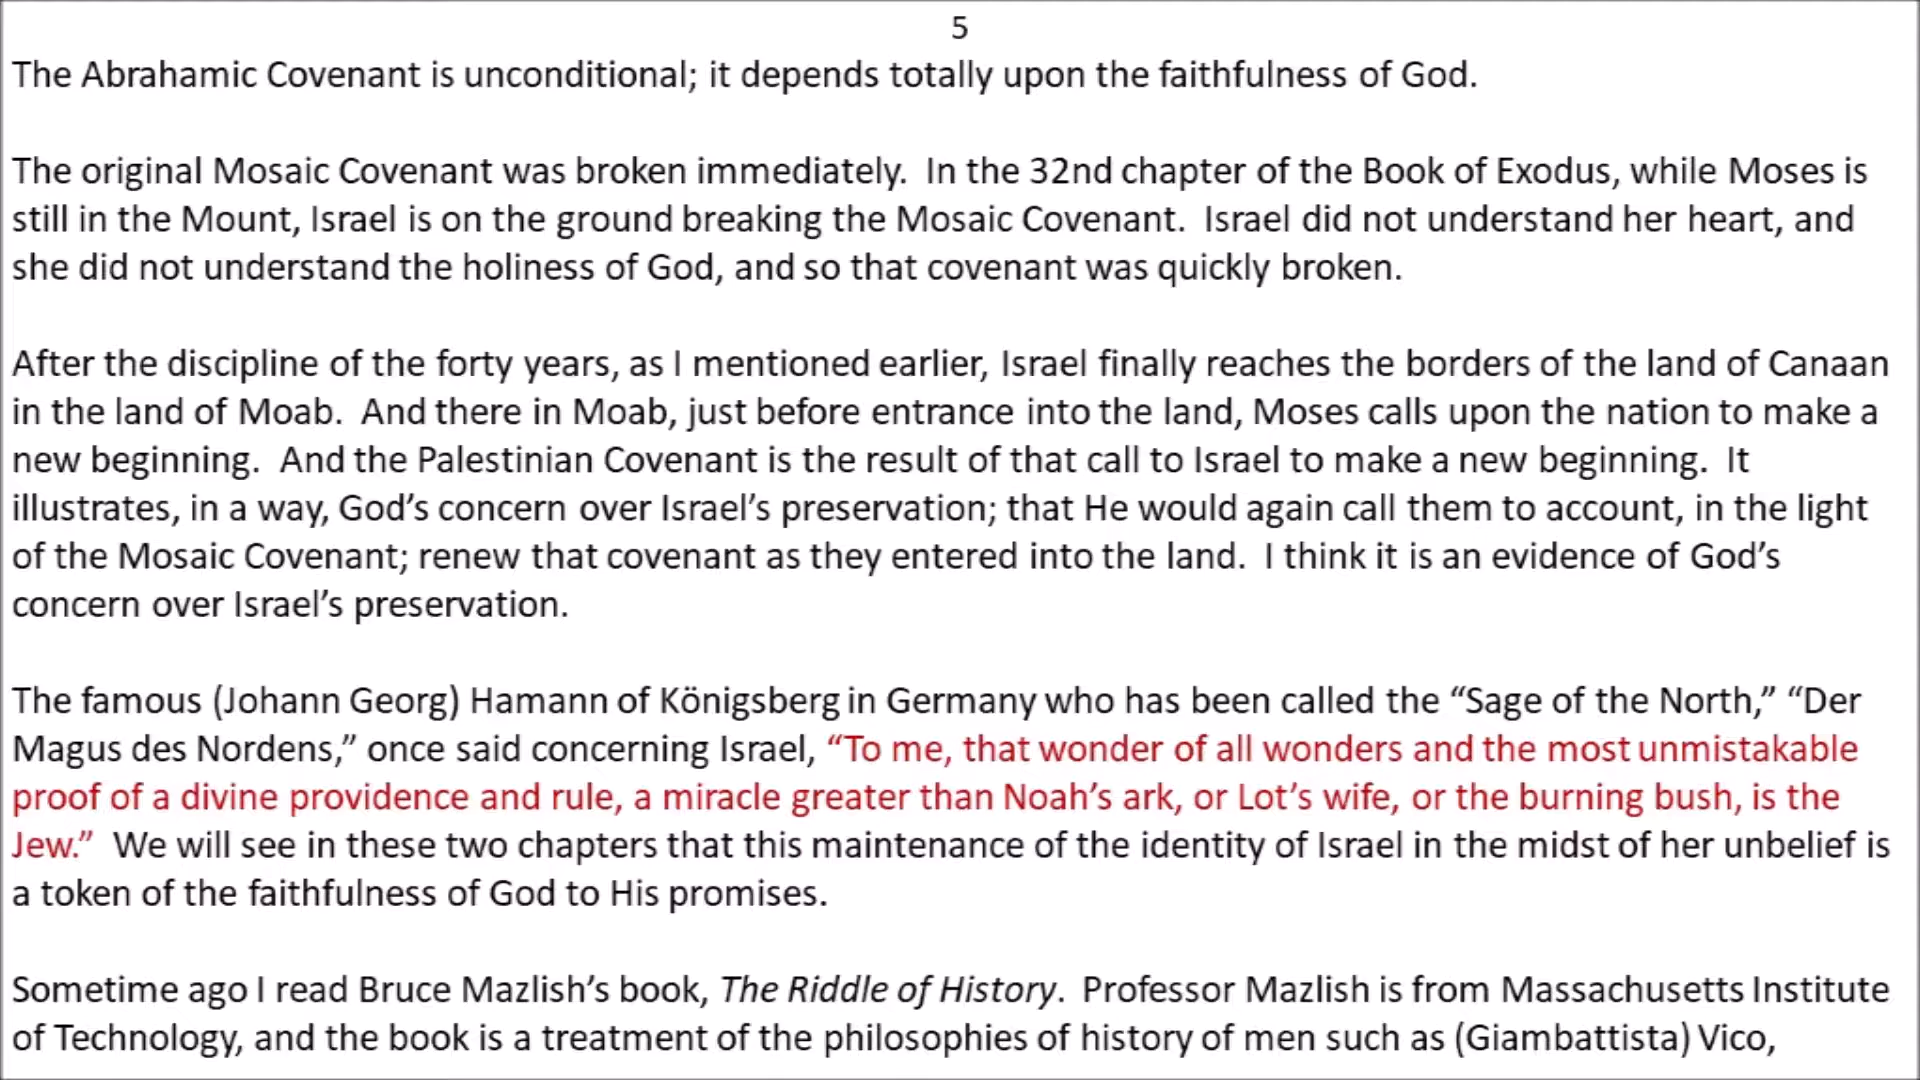 5
The Abrahamic Covenant is unconditional; it depends totally upon the faithfulness of God.
The original Mosaic Covenant was broken immediately.  In the 32nd chapter of the Book of Exodus, while Moses is
still in the Mount, Israel is on the ground breaking the Mosaic Covenant.  Israel did not understand her heart, and
she did not understand the holiness of God, and so that covenant was quickly broken.
After the discipline of the forty years, as I mentioned earlier, Israel finally reaches the borders of the land of Canaan
in the land of Moab.  And there in Moab, just before entrance into the land, Moses calls upon the nation to make a
new beginning.  And the Palestinian Covenant is the result of that call to Israel to make a new beginning.  It
illustrates, in a way, God’s concern over Israel’s preservation; that He would again call them to account, in the light
of the Mosaic Covenant; renew that covenant as they entered into the land.  I think it is an evidence of God’s
concern over Israel’s preservation.
The famous (Johann Georg) Hamann of Königsberg in Germany who has been called the “Sage of the North,” “Der
Magus des Nordens,” once said concerning Israel, “To me, that wonder of all wonders and the most unmistakable
proof of a divine providence and rule, a miracle greater than Noah’s ark, or Lot’s wife, or the burning bush, is the
Jew.”  We will see in these two chapters that this maintenance of the identity of Israel in the midst of her unbelief is
a token of the faithfulness of God to His promises.
Sometime ago I read Bruce Mazlish’s book, The Riddle of History.  Professor Mazlish is from Massachusetts Institute
of Technology, and the book is a treatment of the philosophies of history of men such as (Giambattista) Vico,